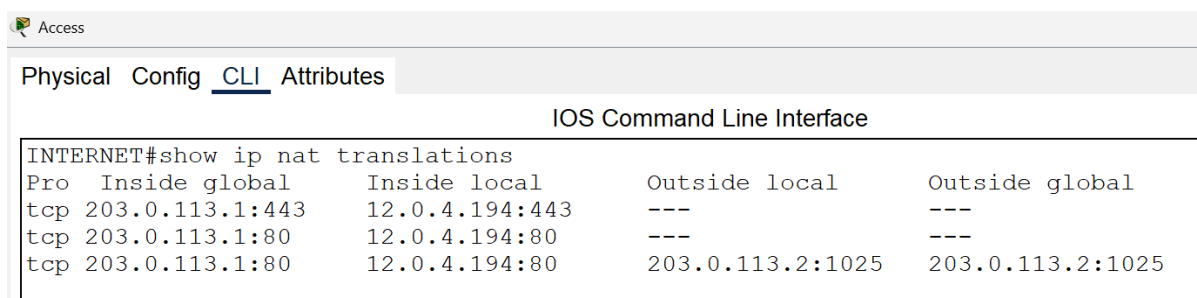 Access
Physical Config CLI Attributes
IOS Command Line Interface
INTERNET#show ip nat translations
Pro Inside global Inside local Outside local Outside global
tcp 203.0.113.1:443 12.0.4.194:443 --- ---
tcp 203.0.113.1:80 12.0.4.194:80 --- ---
tcp 203.0.113.1:80 12.0.4.194:80 203.0.113.2:1025 203.0.113.2:1025